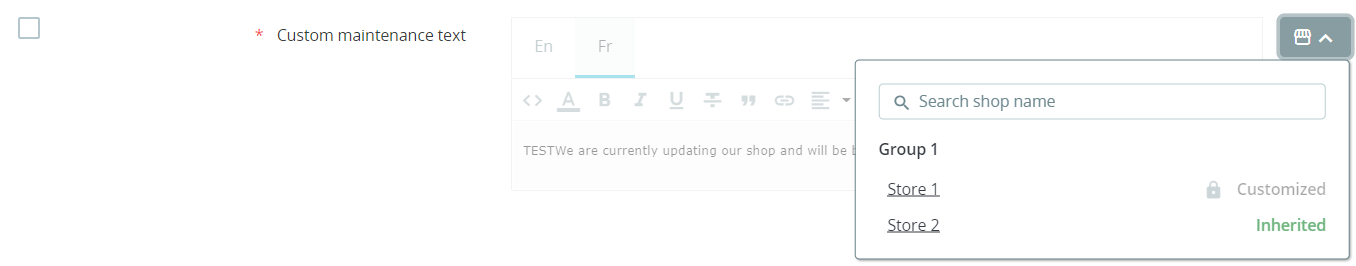 * Custom maintenance text
En Fr
A B I U
TESTWe are currently updating our shop and will be
Search shop name
Group 1
Store 1 Customized
Store 2 Inherited